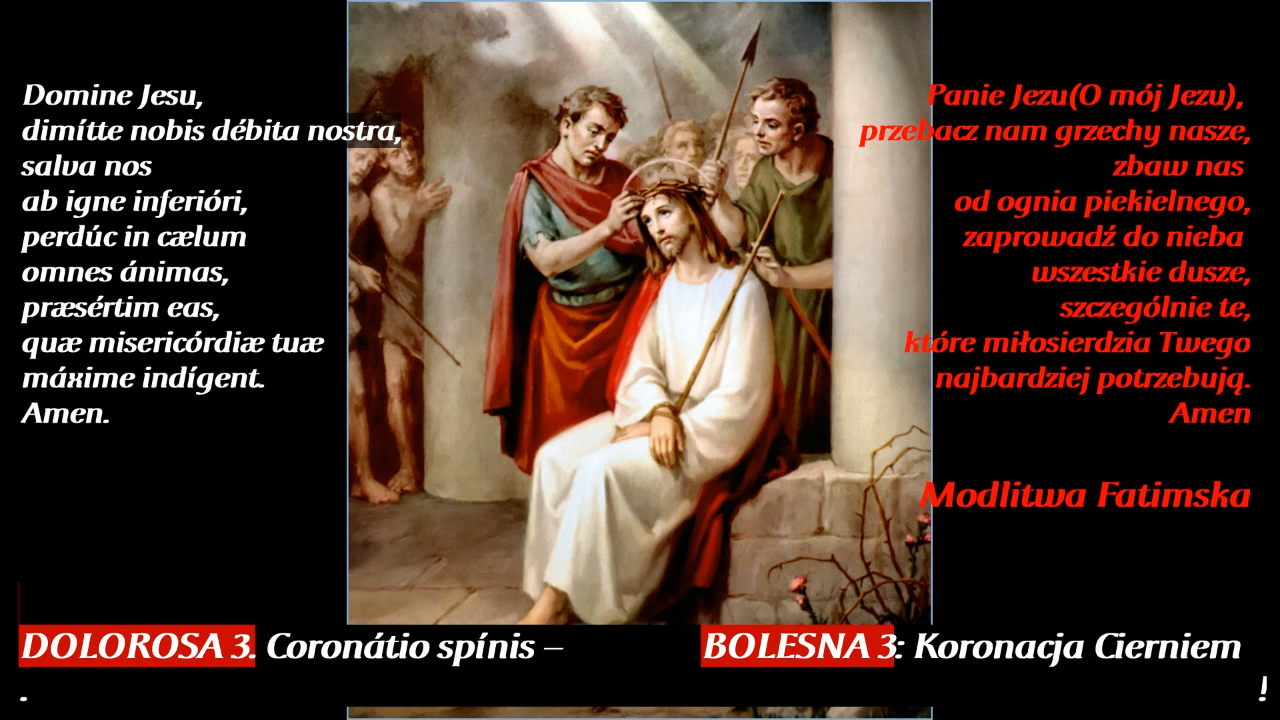 Domine Jesu,
dimítte nobis débita nostra,
salva nos
ab igne inferióri,
perdúc in cælum
omnes ánimas,
præsértim eas,
quæ misericórdiæ tuæ
máxime indígent.
Amen.
Panie Jezu(O mój Jezu),
przebacz nam grzechy nasze,
zbaw nas
od ognia piekielnego,
zaprowadź do nieba
wszestkie dusze,
szczególnie te,
które miłosierdzia Twego
najbardziej potrzebują.
Amen
Modlitwa Fatimska
DOLOROSA 3. Coronátio spínis –
.
BOLESNA 3: Koronacja Cierniem
!